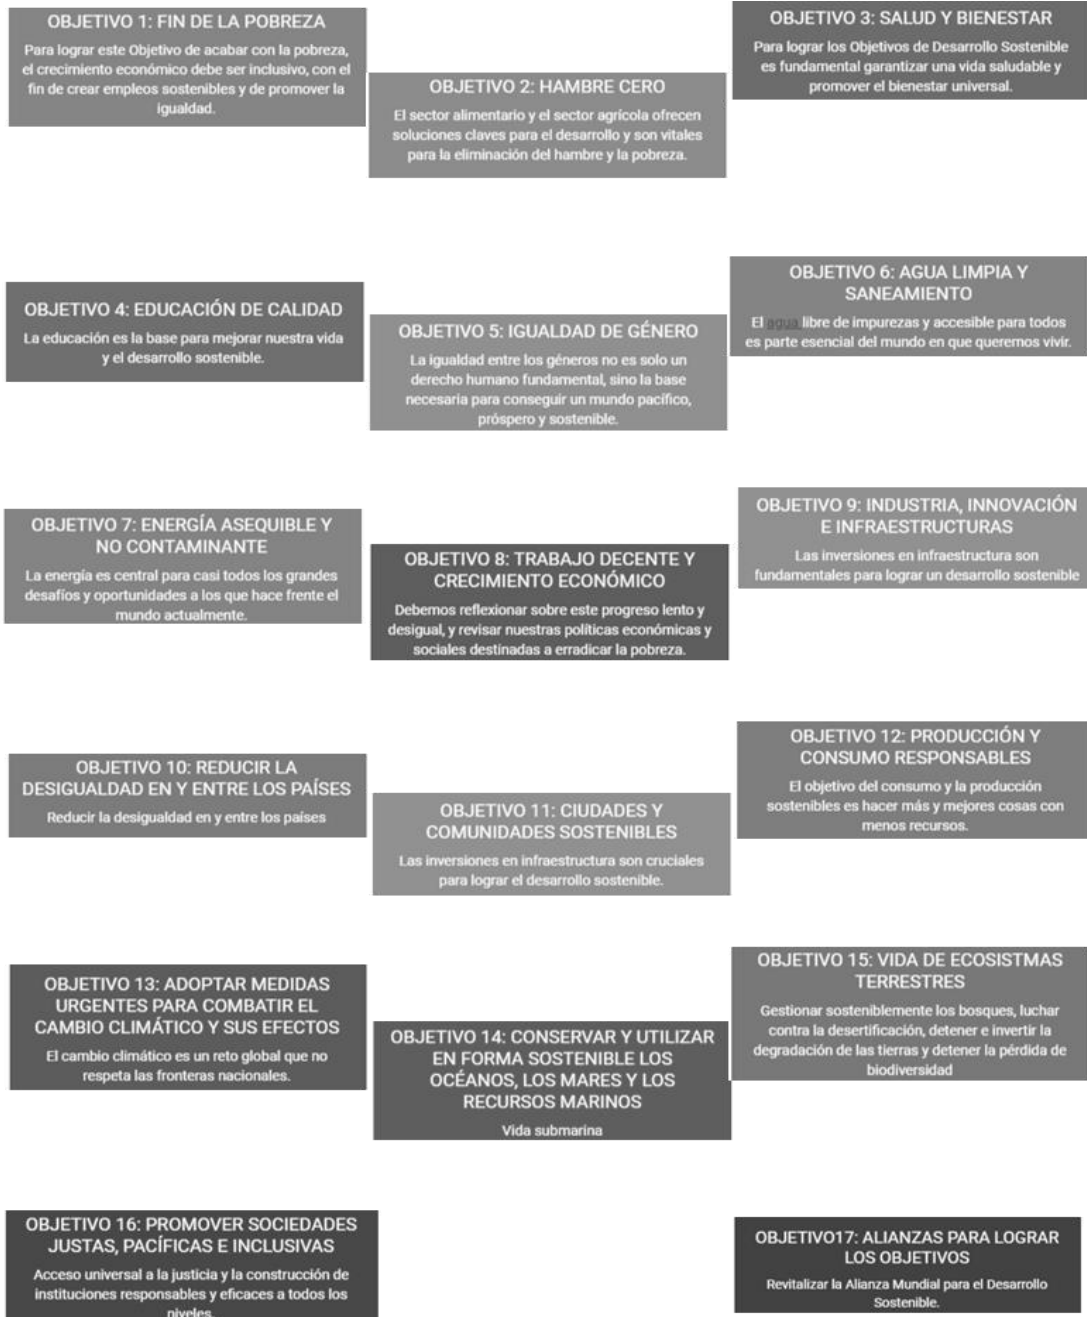 OBJETIVO 1: FIN DE LA POBREZA
Para lograr este Objetivo de acabar con la pobreza,
el crecimiento económico debe ser inclusivo, con el
fin de crear empleos sostenibles y de promover la
igualdad.
OBJETIVO 2: HAMBRE CERO
El sector alimentario y el sector agrícola ofrecen
soluciones claves para el desarrollo y son vitales
para la eliminación del hambre y la pobreza.
OBJETIVO 3: SALUD Y BIENESTAR
Para lograr los Objetivos de Desarrollo Sostenible
es fundamental garantizar una vida saludable y
promover el bienestar universal.
OBJETIVO 4: EDUCACIÓN DE CALIDAD
La educación es la base para mejorar nuestra vida
y el desarrollo sostenible.
OBJETIVO 5: IGUALDAD DE GÉNERO
La igualdad entre los géneros no es solo un
derecho humano fundamental, sino la base
necesaria para conseguir un mundo pacífico,
próspero y sostenible.
OBJETIVO 6: AGUA LIMPIA Y
SANEAMIENTO
El agua libre de impurezas y accesible para todos
es parte esencial del mundo en que queremos vivir.
OBJETIVO 7: ENERGÍA ASEQUIBLE Y
NO CONTAMINANTE
La energía es central para casi todos los grandes
desafíos y oportunidades a los que hace frente el
mundo actualmente.
OBJETIVO 8: TRABAJO DECENTE Y
CRECIMIENTO ECONÓMICO
Debemos reflexionar sobre este progreso lento y
desigual, y revisar nuestras políticas económicas y
sociales destinadas a erradicar la pobreza.
OBJETIVO 9: INDUSTRIA, INNOVACIÓN
E INFRAESTRUCTURAS
Las inversiones en infraestructura son
fundamentales para lograr un desarrollo sostenible
OBJETIVO 10: REDUCIR LA
DESIGUALDAD EN Y ENTRE LOS PAÍSES
Reducir la desigualdad en y entre los países
OBJETIVO 11: CIUDADES Y
COMUNIDADES SOSTENIBLES
Las inversiones en infraestructura son cruciales
para lograr el desarrollo sostenible.
OBJETIVO 12: PRODUCCIÓN Y
CONSUMO RESPONSABLES
El objetivo del consumo y la producción
sostenibles es hacer más y mejores cosas con
menos recursos.
OBJETIVO 13: ADOPTAR MEDIDAS
URGENTES PARA COMBATIR EL
CAMBIO CLIMÁTICO Y SUS EFECTOS
El cambio climático es un reto global que no
respeta las fronteras nacionales.
OBJETIVO 14: CONSERVAR Y UTILIZAR
EN FORMA SOSTENIBLE LOS
OCÉANOS, LOS MARES Y LOS
RECURSOS MARINOS
Vida submarina
OBJETIVO 15: VIDA DE ECOSISTMAS
TERRESTRES
Gestionar sosteniblemente los bosques, luchar
contra la desertificación, detener e invertir la
degradación de las tierras y detener la pérdida de
biodiversidad
OBJETIVO 16: PROMOVER SOCIEDADES
JUSTAS, PACÍFICAS E INCLUSIVAS
Acceso universal a la justicia y la construcción de
instituciones responsables y eficaces a todos los
niveles.
OBJETIVO17: ALIANZAS PARA LOGRAR
LOS OBJETIVOS
Revitalizar la Alianza Mundial para el Desarrollo
Sostenible.